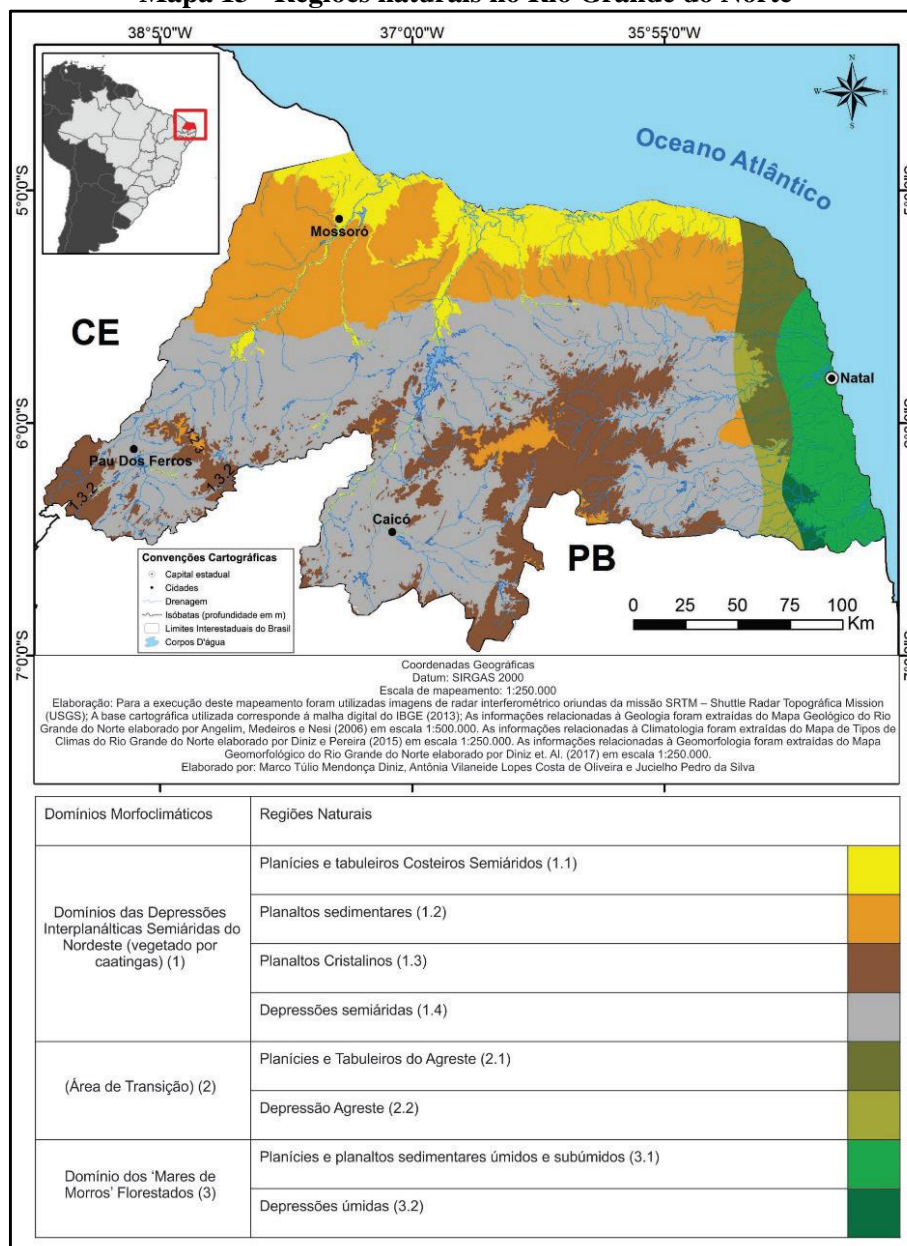 Mapa 15 - Regiões naturais no Rio Grande do Norte
38°5'0"W
37°0'0"W
35°55'0"W
N
W
E
S
Oceano Atlântico
5°0'0"S
Mossoró
CE
Natal
6°0'0"S
1.3.2
Pau Dos Ferros
1.3.2
1.3.2
Caicó
PB
Convenções Cartográficas
Capital estadual
Cidades
Drenagem
Isóbatas (profundidade em m)
Limites Interestaduais do Brasil
Corpos D'água
0 25 50 75 100
Km
7°0'0"S
Coordenadas Geográficas
Datum: SIRGAS 2000
Escala de mapeamento: 1:250.000
Elaboração: Para a execução deste mapeamento foram utilizadas imagens de radar interferométrico oriundas da missão SRTM – Shuttle Radar Topográfica Mission
(USGS); A base cartográfica utilizada corresponde á malha digital do IBGE (2013); As informações relacionadas à Geologia foram extraídas do Mapa Geológico do Rio
Grande do Norte elaborado por Angelim, Medeiros e Nesi (2006) em escala 1:500.000. As informações relacionadas à Climatologia foram extraídas do Mapa de Tipos de
Climas do Rio Grande do Norte elaborado por Diniz e Pereira (2015) em escala 1:250.000. As informações relacionadas à Geomorfologia foram extraídas do Mapa
Geomorfológico do Rio Grande do Norte elaborado por Diniz et. Al. (2017) em escala 1:250.000.
Elaborado por: Marco Túlio Mendonça Diniz, Antônia Vilaneide Lopes Costa de Oliveira e Jucielho Pedro da Silva
Domínios Morfoclimáticos
Regiões Naturais
Domínios das Depressões
Interplanálticas Semiáridas do
Nordeste (vegetado por
caatingas) (1)
Planícies e tabuleiros Costeiros Semiáridos (1.1)
Planaltos sedimentares (1.2)
Planaltos Cristalinos (1.3)
Depressões semiáridas (1.4)
(Área de Transição) (2)
Planícies e Tabuleiros do Agreste (2.1)
Depressão Agreste (2.2)
Domínio dos 'Mares de
Morros' Florestados (3)
Planícies e planaltos sedimentares úmidos e subúmidos (3.1)
Depressões úmidas (3.2)